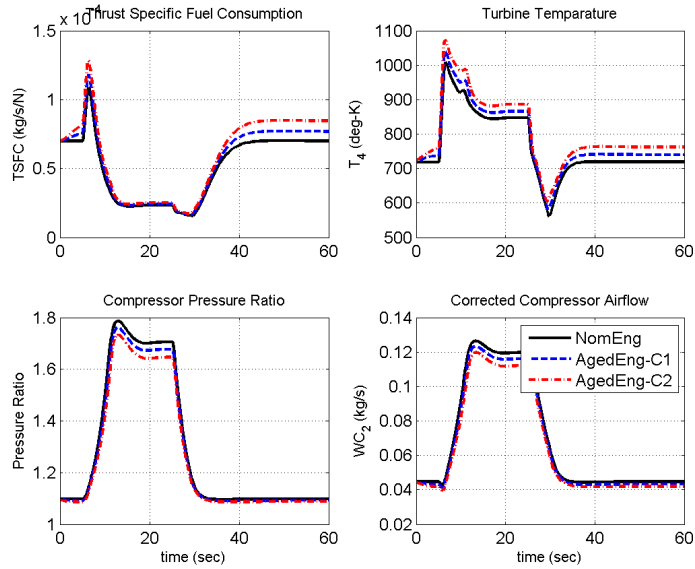 x 10^-4
Thrust Specific Fuel Consumption
1.5
1
0.5
0
TSFC (kg/s/N)
0 20 40 60
Turbine Temparature
1100
1000
900
800
700
600
500
T4 (deg-K)
0 20 40 60
Compressor Pressure Ratio
1.8
1.6
1.4
1.2
1
Pressure Ratio
0 20 40 60
time (sec)
Corrected Compressor Airflow
0.14
0.12
0.1
0.08
0.06
0.04
0.02
WC2 (kg/s)
NomEng
AgedEng-C1
AgedEng-C2
0 20 40 60
time (sec)